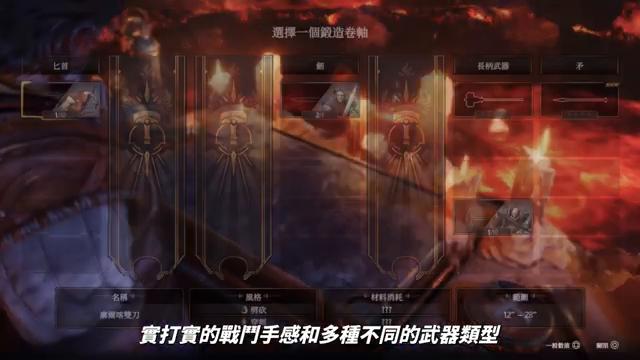 選擇一個鍛造卷軸
匕首
劍
長柄武器
矛
名稱
風格
材料消耗
範圍
劈砍
???
???
12" - 28"
實打實的戰鬥手感和多種不同的武器類型